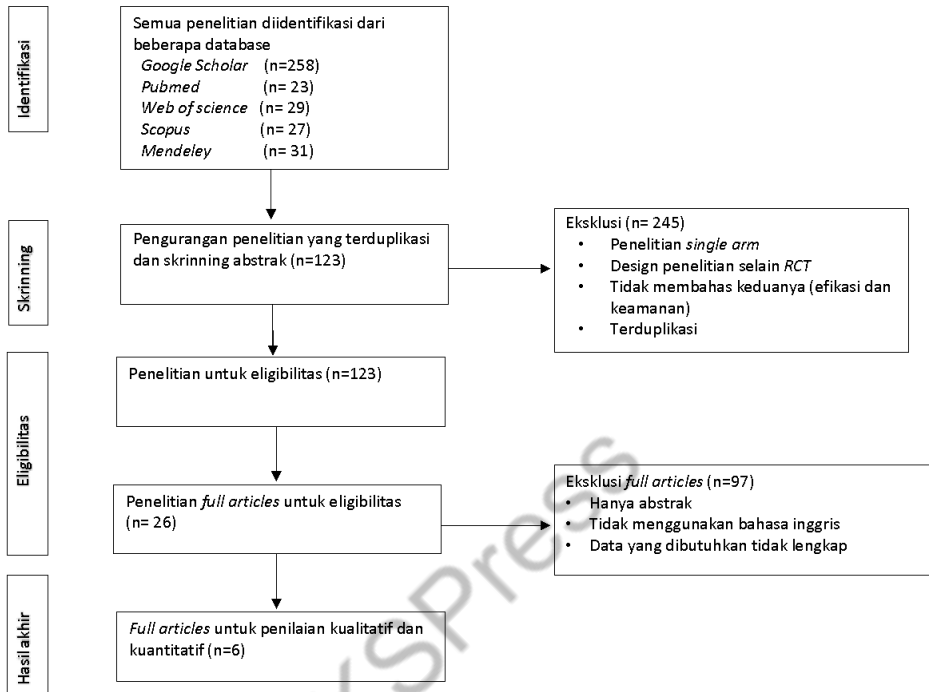 Identifikasi
Semua penelitian diidentifikasi dari
beberapa database
Google Scholar (n=258)
Pubmed (n= 23)
Web of science (n= 29)
Scopus (n= 27)
Mendeley (n= 31)
Skrinning
Pengurangan penelitian yang terduplikasi
dan skrinning abstrak (n=123)
Eksklusi (n= 245)
• Penelitian single arm
• Design penelitian selain RCT
• Tidak membahas keduanya (efikasi dan
keamanan)
• Terduplikasi
Eligibilitas
Penelitian untuk eligibilitas (n=123)
Penelitian full articles untuk eligibilitas
(n= 26)
Eksklusi full articles (n=97)
• Hanya abstrak
• Tidak menggunakan bahasa inggris
• Data yang dibutuhkan tidak lengkap
Hasil akhir
Full articles untuk penilaian kualitatif dan
kuantitatif (n=6)